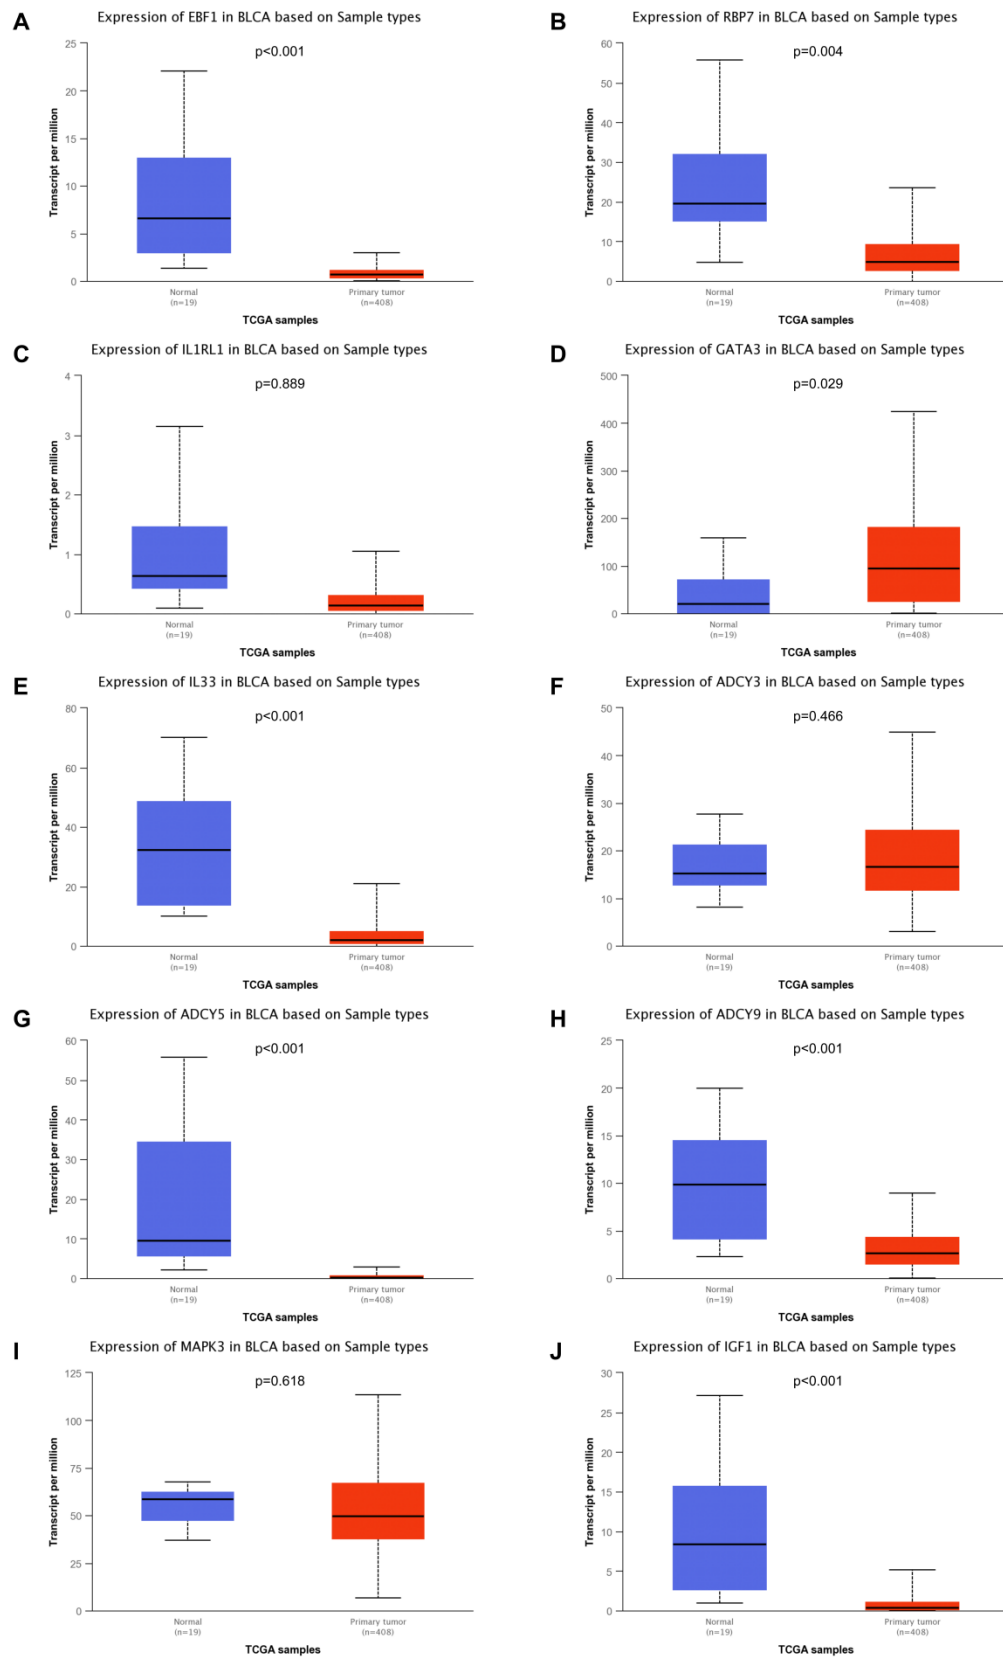 A
Expression of EBF1 in BLCA based on Sample types
p<0.001
Transcript per million
25
20
15
10
5
0
Normal
(n=19)
Primary tumor
(n=408)
TCGA samples
B
Expression of RBP7 in BLCA based on Sample types
p=0.004
Transcript per million
60
50
40
30
20
10
0
Normal
(n=19)
Primary tumor
(n=408)
TCGA samples
C
Expression of IL1RL1 in BLCA based on Sample types
p=0.889
Transcript per million
4
3
2
1
0
Normal
(n=19)
Primary tumor
(n=408)
TCGA samples
D
Expression of GATA3 in BLCA based on Sample types
p=0.029
Transcript per million
500
400
300
200
100
0
Normal
(n=19)
Primary tumor
(n=408)
TCGA samples
E
Expression of IL33 in BLCA based on Sample types
p<0.001
Transcript per million
80
60
40
20
0
Normal
(n=19)
Primary tumor
(n=408)
TCGA samples
F
Expression of ADCY3 in BLCA based on Sample types
p=0.466
Transcript per million
50
40
30
20
10
0
Normal
(n=19)
Primary tumor
(n=408)
TCGA samples
G
Expression of ADCY5 in BLCA based on Sample types
p<0.001
Transcript per million
60
50
40
30
20
10
0
Normal
(n=19)
Primary tumor
(n=408)
TCGA samples
H
Expression of ADCY9 in BLCA based on Sample types
p<0.001
Transcript per million
25
20
15
10
5
0
Normal
(n=19)
Primary tumor
(n=408)
TCGA samples
I
Expression of MAPK3 in BLCA based on Sample types
p=0.618
Transcript per million
125
100
75
50
25
0
Normal
(n=19)
Primary tumor
(n=408)
TCGA samples
J
Expression of IGF1 in BLCA based on Sample types
p<0.001
Transcript per million
30
25
20
15
10
5
0
Normal
(n=19)
Primary tumor
(n=408)
TCGA samples